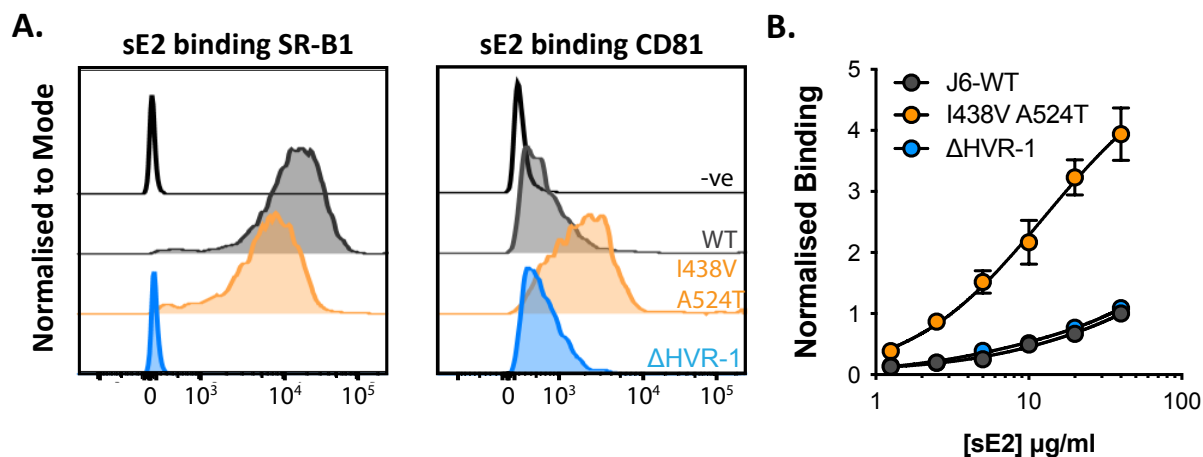 A.
sE2 binding SR-B1
sE2 binding CD81
Normalised to Mode
-ve
WT
I438V
A524T
ΔHVR-1
0 10³ 10⁴ 10⁵
0 10³ 10⁴ 10⁵
B.
J6-WT
I438V A524T
ΔHVR-1
Normalised Binding
5
4
3
2
1
0
1 10 100
[sE2] µg/ml